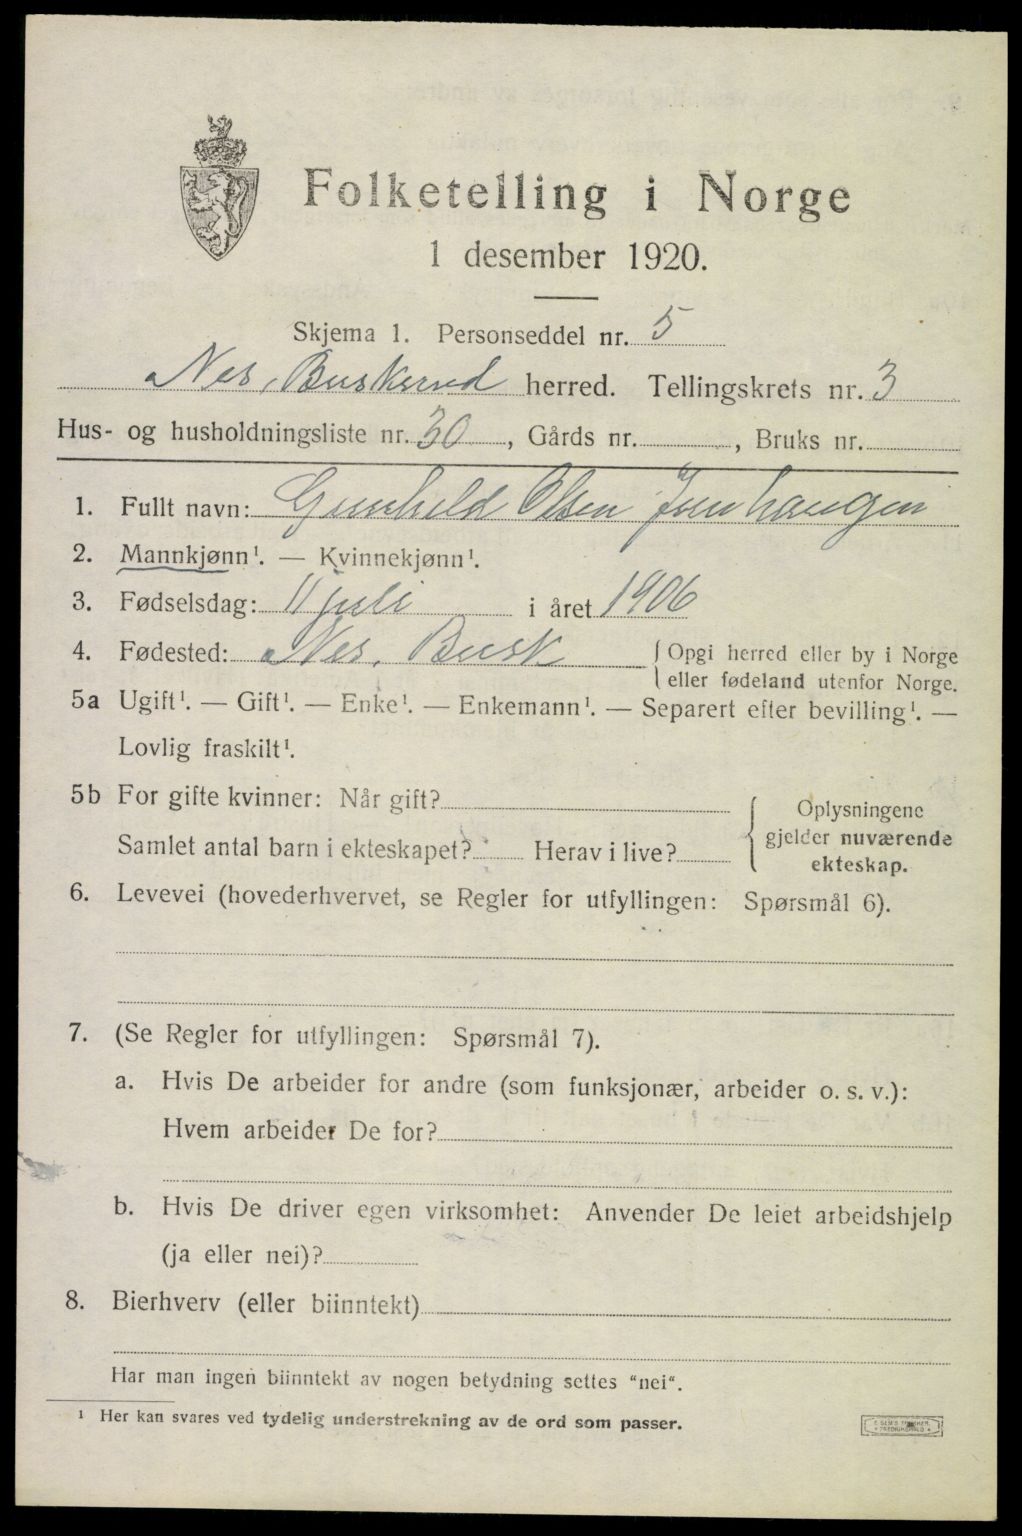 Folketelling i Norge
1 desember 1920.
Skjema 1. Personseddel nr. 5
Nes, Buskerud herred. Tellingskrets nr. 3
Hus- og husholdningsliste nr. 30, Gårds nr. , Bruks nr.
1. Fullt navn: Gunhild Olsen
2. Mannkjønn¹. — Kvinnekjønn¹.
3. Fødselsdag: 11 juli i året 1906
4. Fødested: Nes, Busk { Opgi herred eller by i Norge
eller fødeland utenfor Norge.
5a Ugift¹. — Gift¹. — Enke¹. — Enkemann¹. — Separert efter bevilling¹. —
Lovlig fraskilt¹.
5b For gifte kvinner: Når gift? { Oplysningene
gjelder nuværende
Samlet antal barn i ekteskapet? Herav i live?
ekteskap.
6. Levevei (hovederhvervet, se Regler for utfyllingen: Spørsmål 6).
7. (Se Regler for utfyllingen: Spørsmål 7).
a. Hvis De arbeider for andre (som funksjonær, arbeider o. s. v.):
Hvem arbeider De for?
b. Hvis De driver egen virksomhet: Anvender De leiet arbeidshjelp
(ja eller nei)?
8. Bierhverv (eller biinntekt)
Har man ingen biinntekt av nogen betydning settes "nei".
¹ Her kan svares ved tydelig understrekning av de ord som passer.